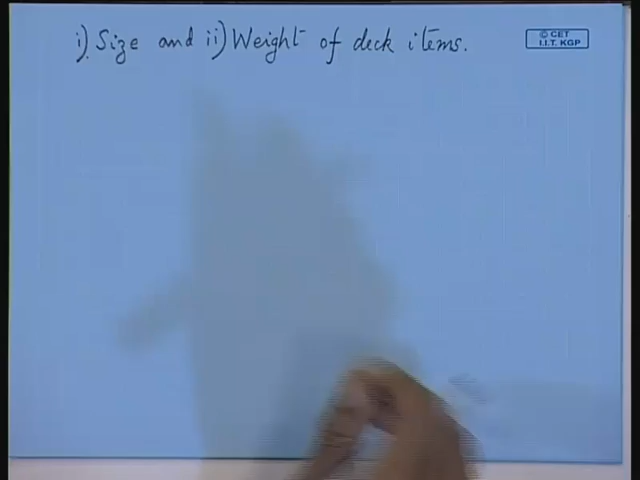 i) Size and ii) Weight of deck items.
© CET
I.I.T. KGP